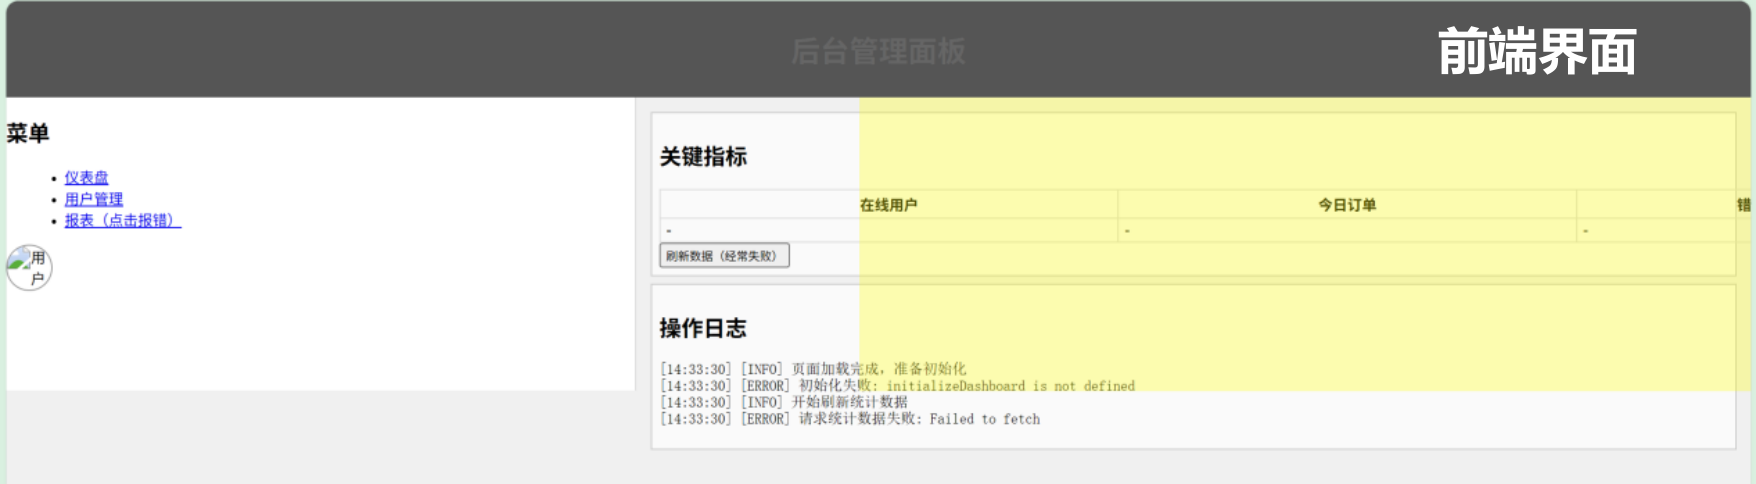 后台管理面板
前端界面
菜单
仪表盘
用户管理
报表（点击报错）
用户
关键指标
在线用户 今日订单 错
- - -
刷新数据（经常失败）
操作日志
[14:33:30] [INFO] 页面加载完成，准备初始化
[14:33:30] [ERROR] 初始化失败: initializeDashboard is not defined
[14:33:30] [INFO] 开始刷新统计数据
[14:33:30] [ERROR] 请求统计数据失败: Failed to fetch